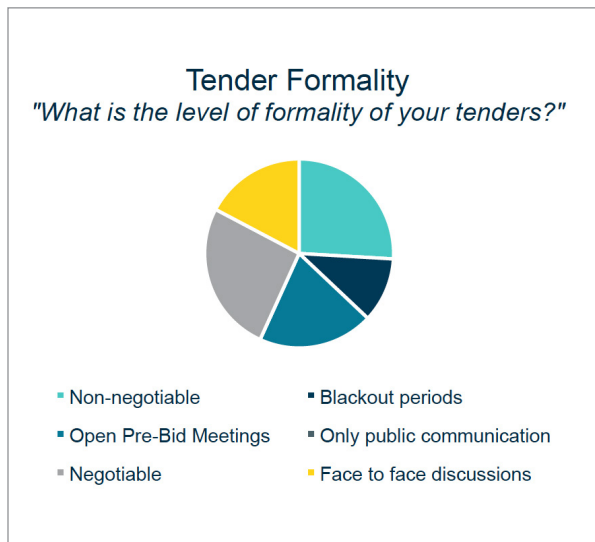 Tender Formality
"What is the level of formality of your tenders?"
Non-negotiable
Blackout periods
Open Pre-Bid Meetings
Only public communication
Negotiable
Face to face discussions